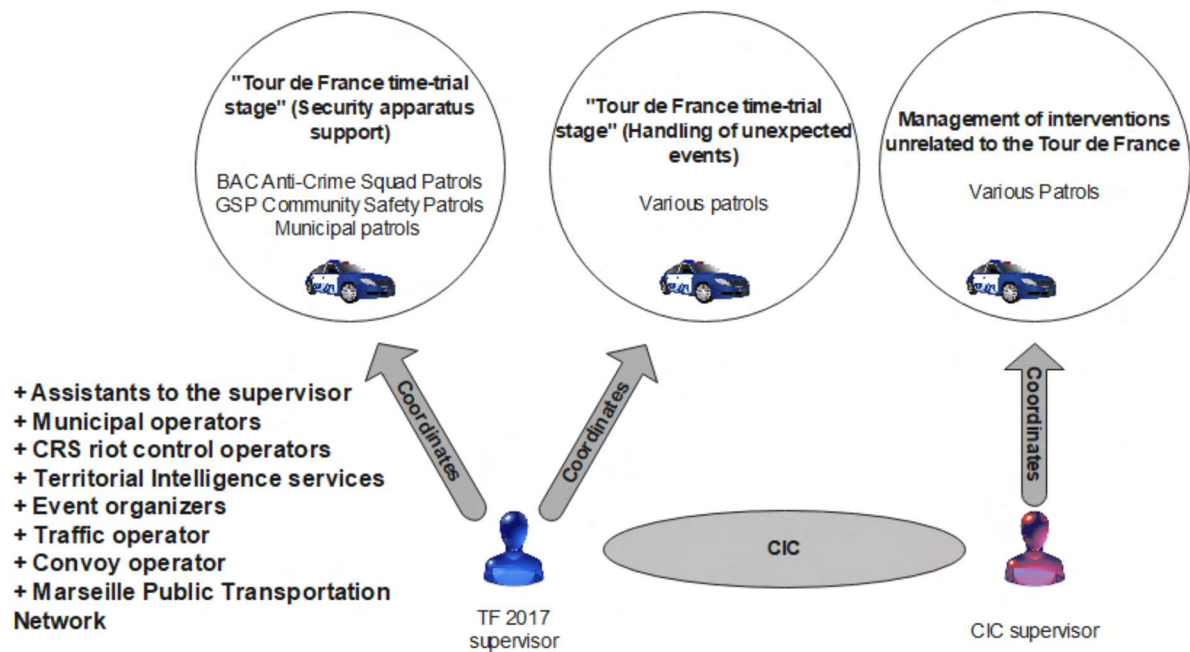 "Tour de France time-trial
stage" (Security apparatus
support)
BAC Anti-Crime Squad Patrols
GSP Community Safety Patrols
Municipal patrols
"Tour de France time-trial
stage" (Handling of unexpected
events)
Various patrols
Management of interventions
unrelated to the Tour de France
Various Patrols
Coordinates
Coordinates
Coordinates
+ Assistants to the supervisor
+ Municipal operators
+ CRS riot control operators
+ Territorial Intelligence services
+ Event organizers
+ Traffic operator
+ Convoy operator
+ Marseille Public Transportation
Network
TF 2017
supervisor
CIC
CIC supervisor